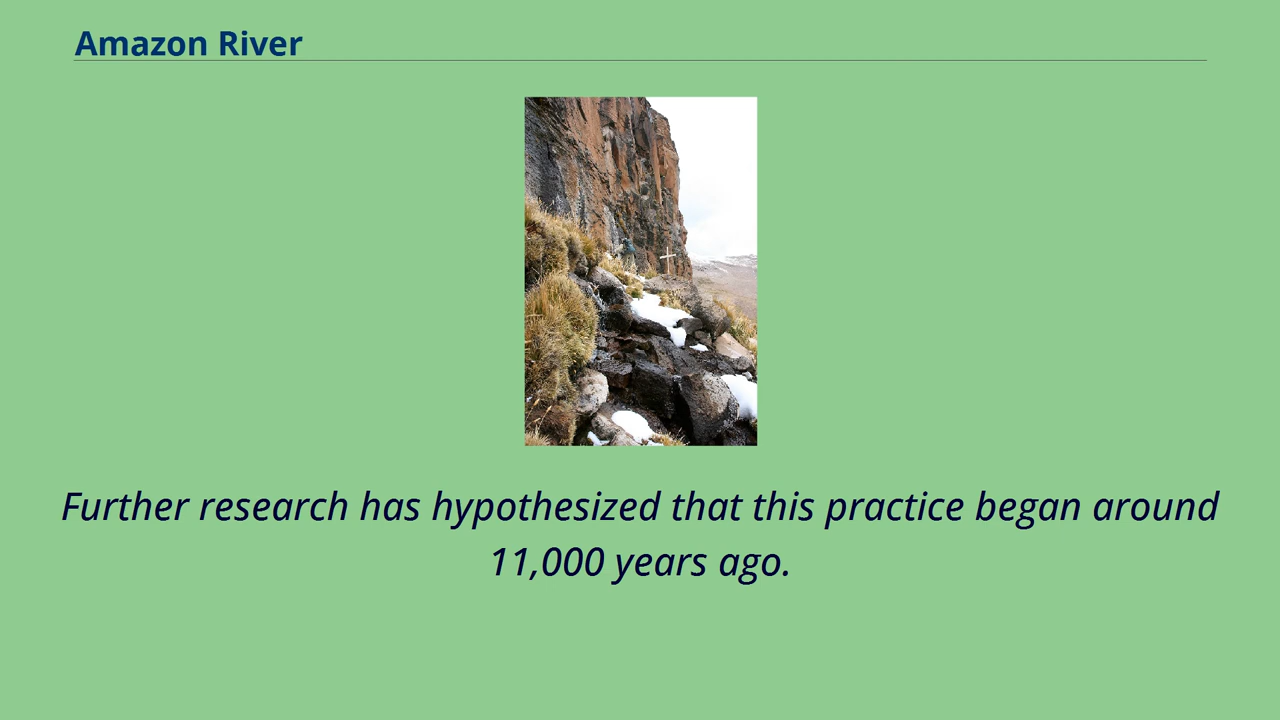 Amazon River
Further research has hypothesized that this practice began around
11,000 years ago.